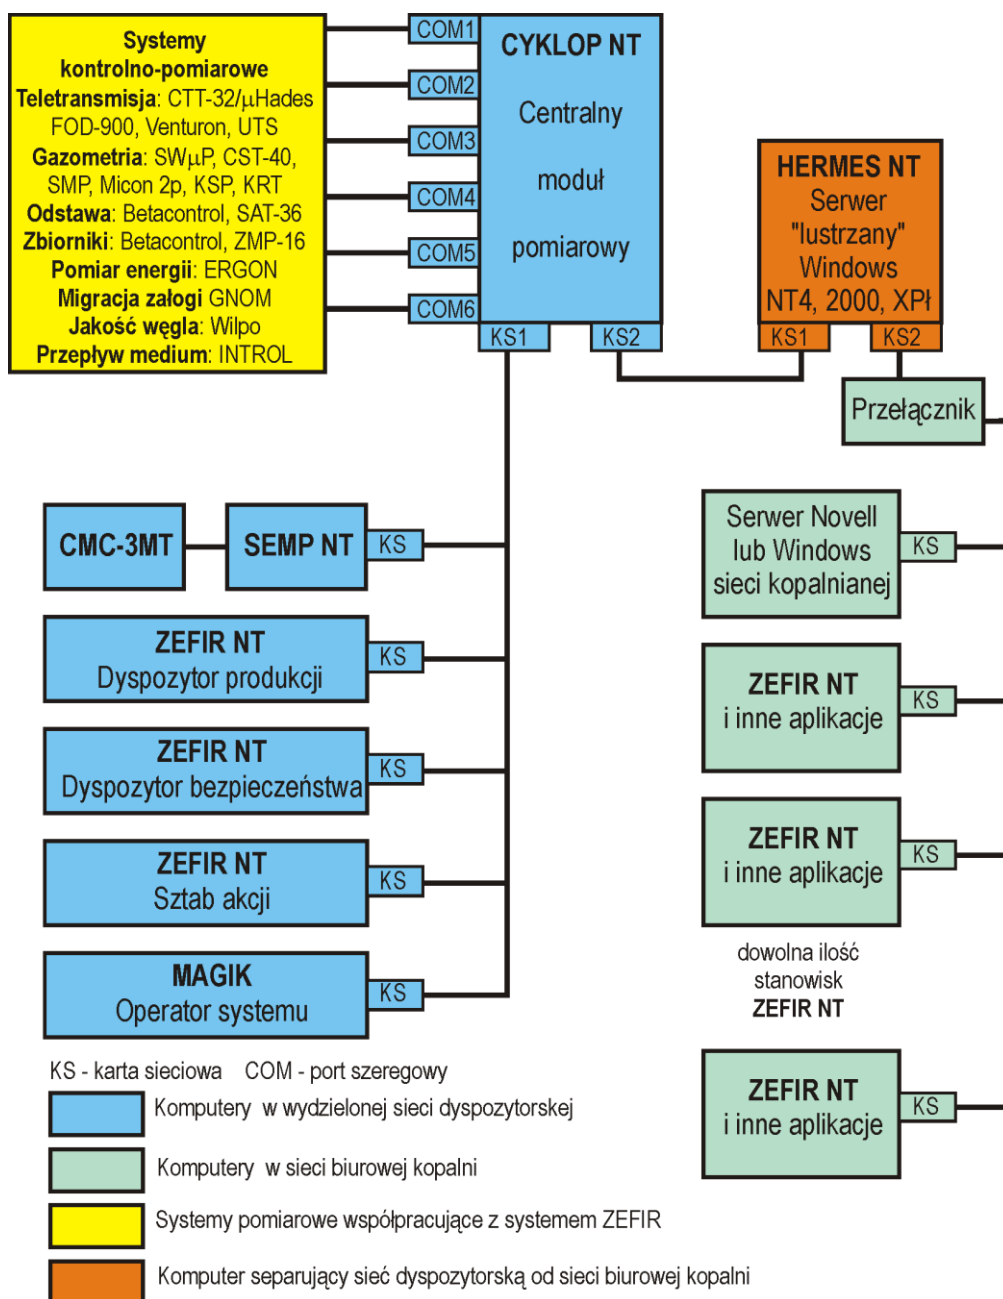 Systemy
kontrolno-pomiarowe
Teletransmisja: CTT-32/µHades
FOD-900, Venturon, UTS
Gazometria: SWµP, CST-40,
SMP, Micon 2p, KSP, KRT
Odstawa: Betacontrol, SAT-36
Zbiorniki: Betacontrol, ZMP-16
Pomiar energii: ERGON
Migracja załogi GNOM
Jakość węgla: Wilpo
Przepływ medium: INTROL
COM1
COM2
COM3
COM4
COM5
COM6
CYKLOP NT
Centralny
moduł
pomiarowy
KS1
KS2
HERMES NT
Serwer
"lustrzany"
Windows
NT4, 2000, XPł
KS1
KS2
Przełącznik
CMC-3MT
SEMP NT
KS
ZEFIR NT
Dyspozytor produkcji
KS
ZEFIR NT
Dyspozytor bezpieczeństwa
KS
ZEFIR NT
Sztab akcji
KS
MAGIK
Operator systemu
KS
Serwer Novell
lub Windows
sieci kopalnianej
KS
ZEFIR NT
i inne aplikacje
KS
ZEFIR NT
i inne aplikacje
KS
dowolna ilość
stanowisk
ZEFIR NT
ZEFIR NT
i inne aplikacje
KS
KS - karta sieciowa COM - port szeregowy
Komputery w wydzielonej sieci dyspozytorskej
Komputery w sieci biurowej kopalni
Systemy pomiarowe współpracujące z systemem ZEFIR
Komputer separujący sieć dyspozytorską od sieci biurowej kopalni